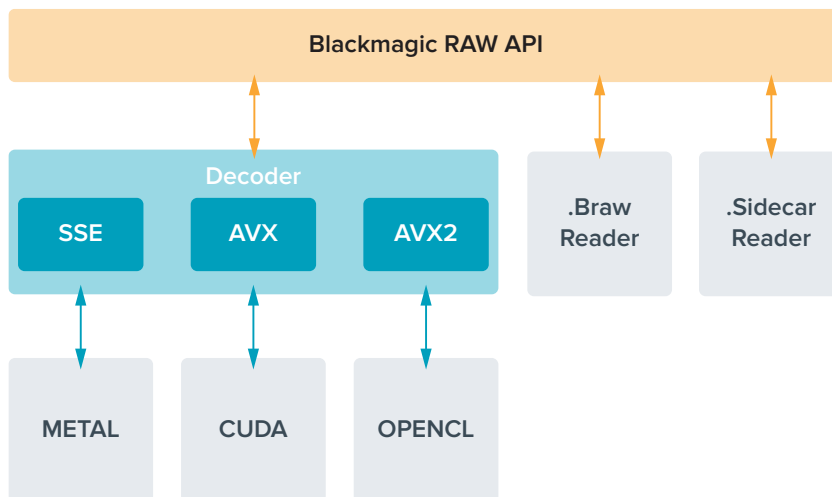 Blackmagic RAW API
Decoder
SSE
AVX
AVX2
.Braw
Reader
.Sidecar
Reader
METAL
CUDA
OPENCL